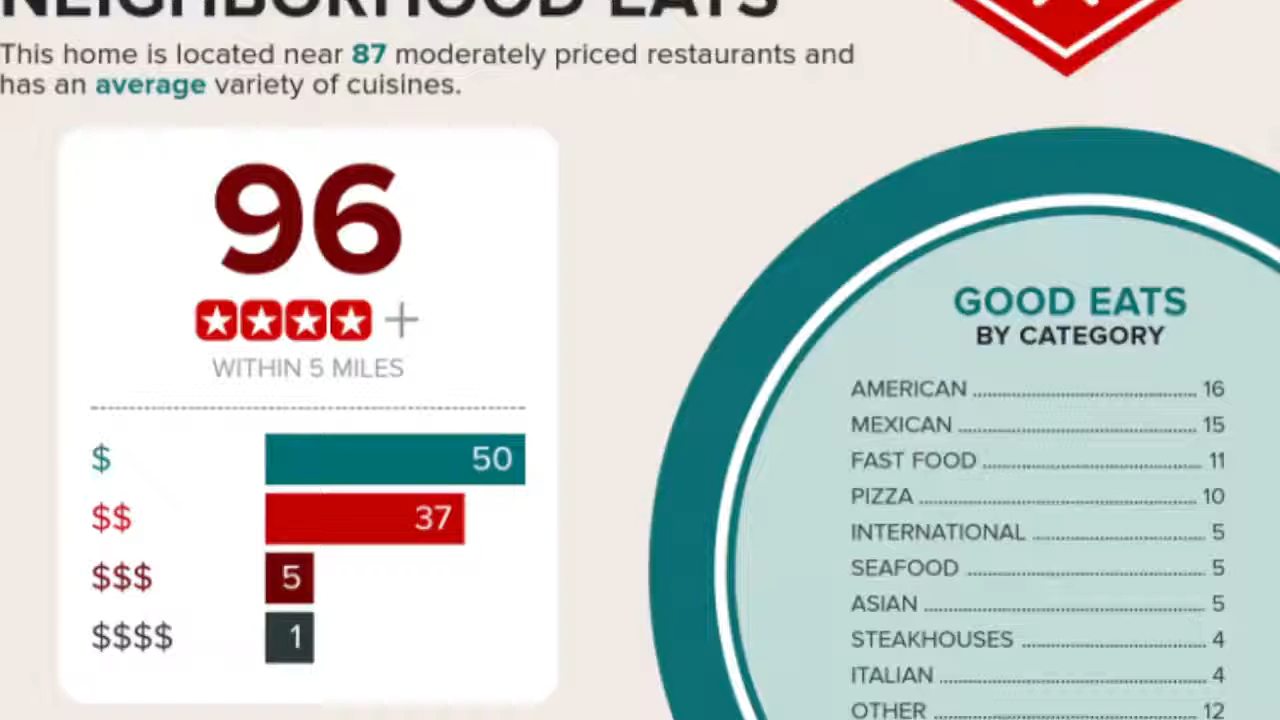 NEIGHBORHOOD EATS
This home is located near 87 moderately priced restaurants and
has an average variety of cuisines.
96
+
WITHIN 5 MILES
$ 50
$$ 37
$$$ 5
$$$$ 1
GOOD EATS
BY CATEGORY
AMERICAN 16
MEXICAN 15
FAST FOOD 11
PIZZA 10
INTERNATIONAL 5
SEAFOOD 5
ASIAN 5
STEAKHOUSES 4
ITALIAN 4
OTHER 12